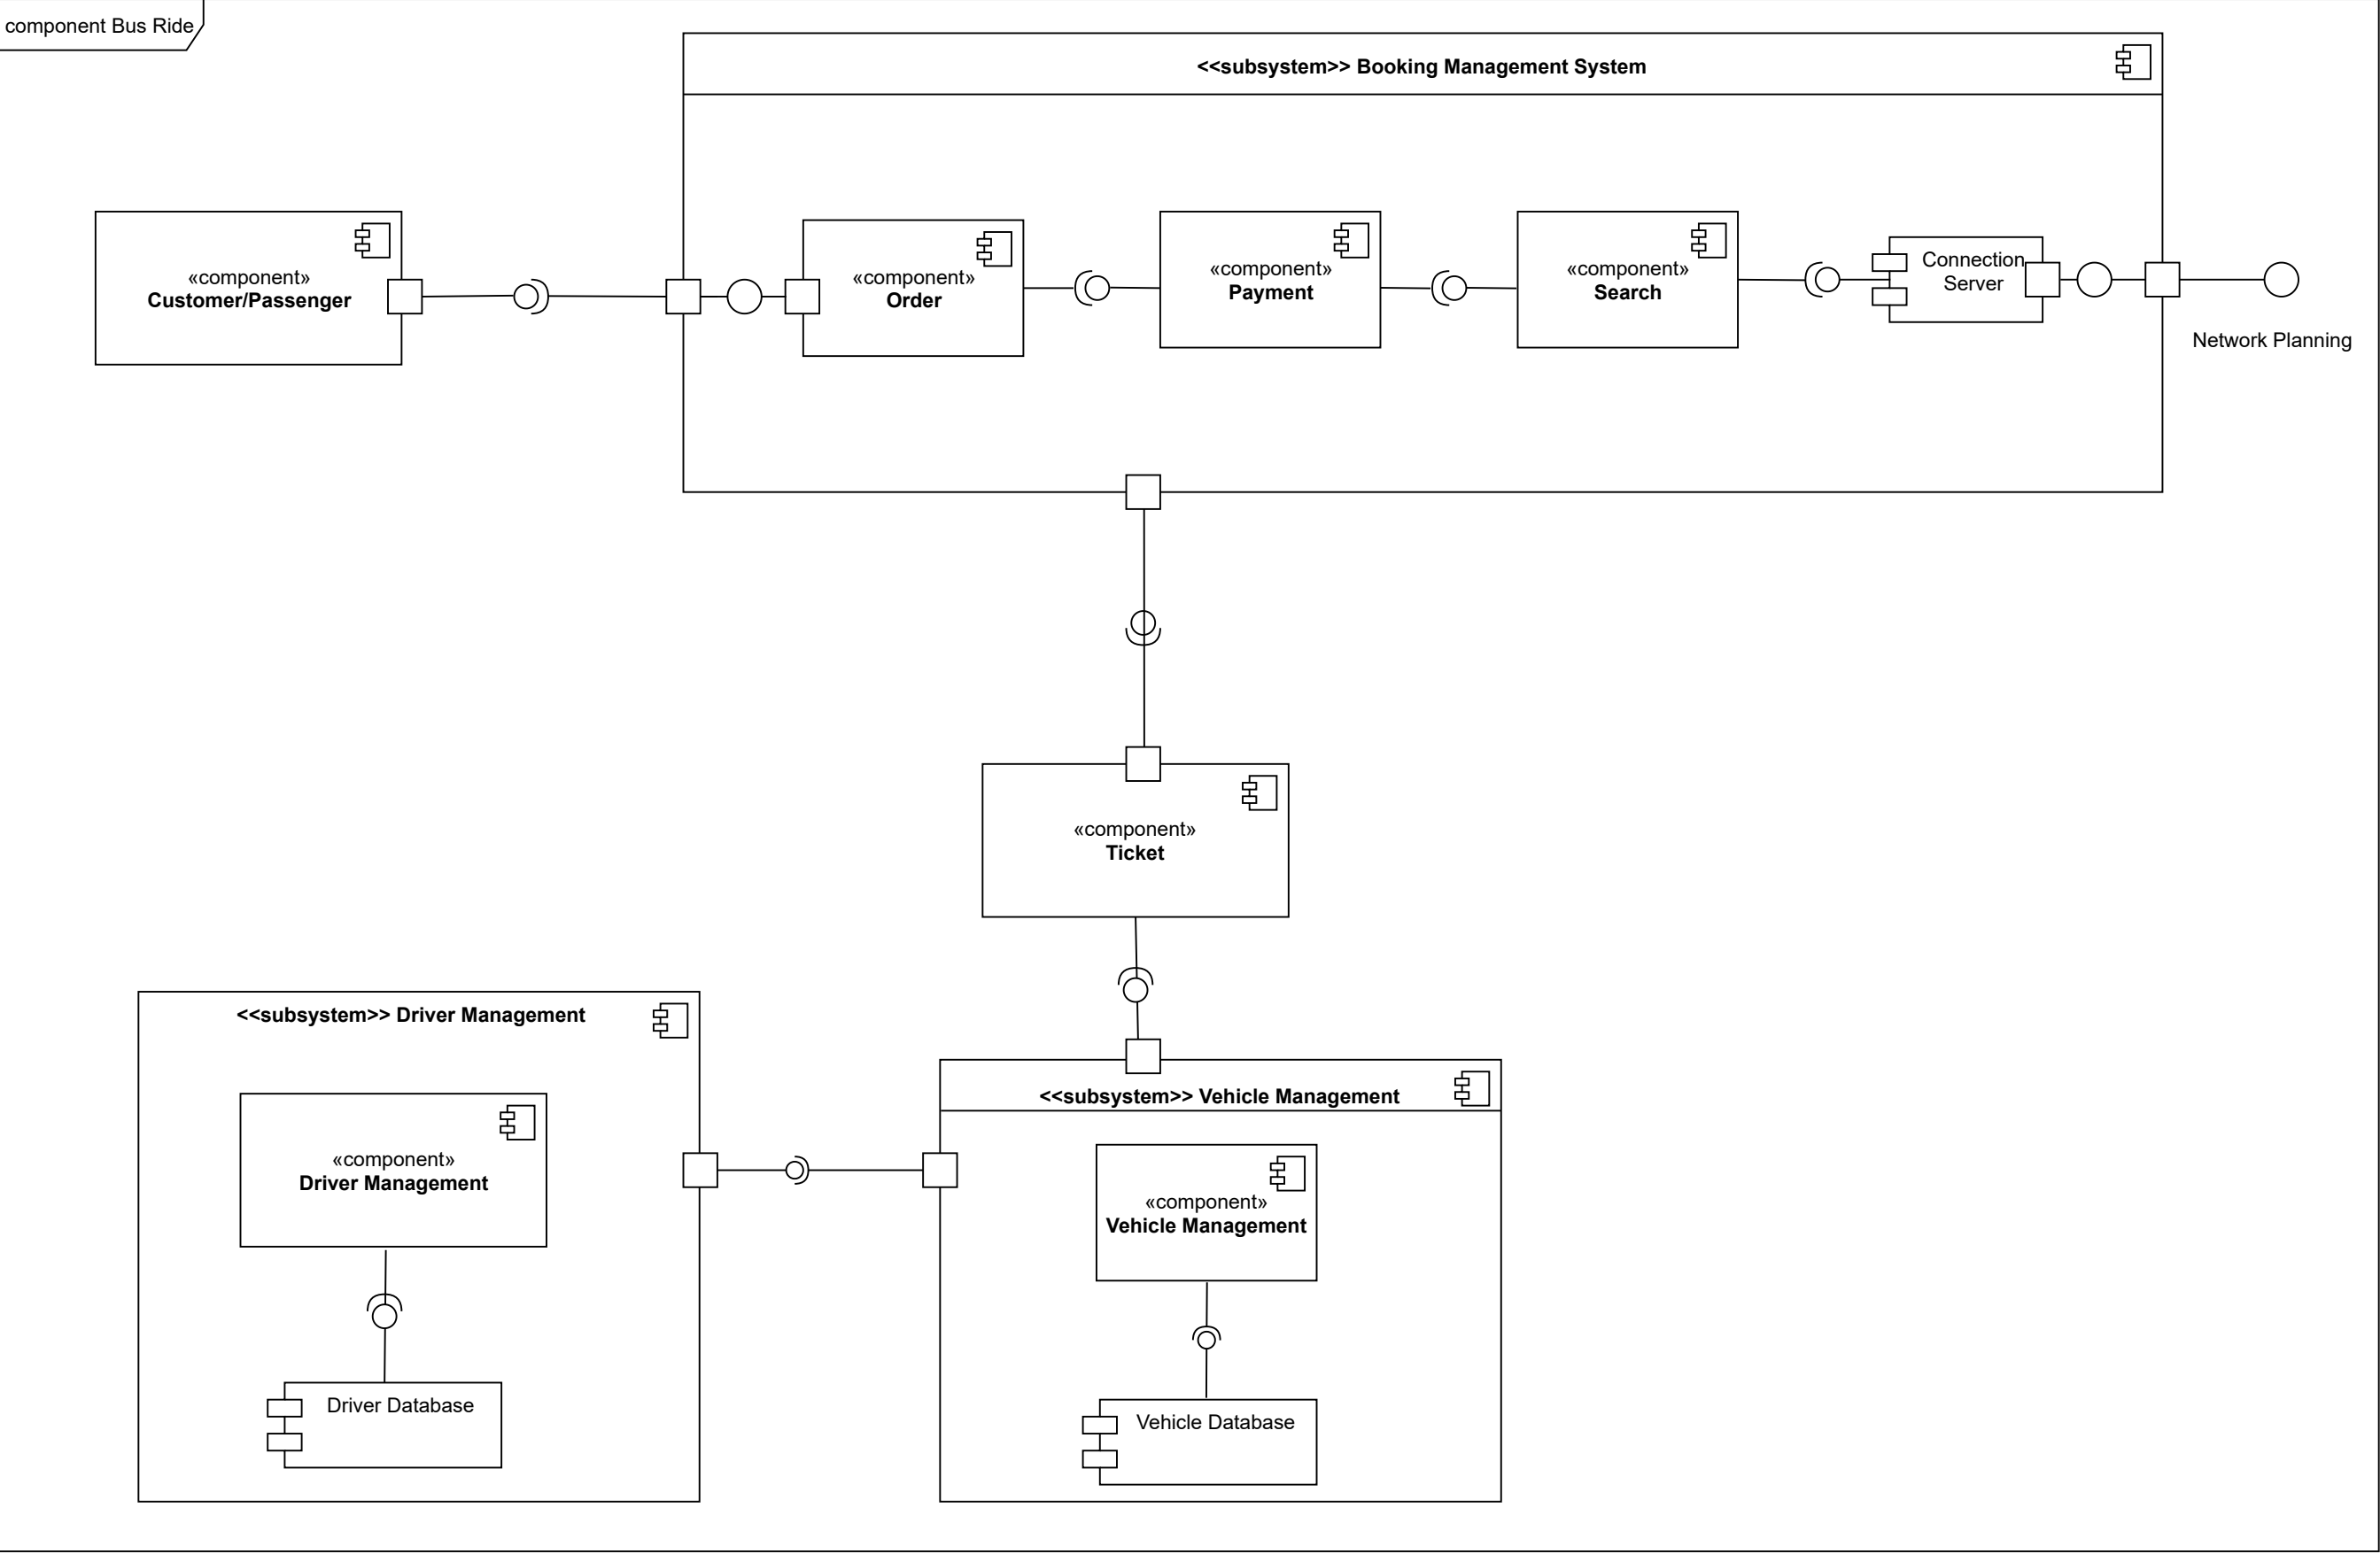 component Bus Ride
<<subsystem>> Booking Management System
«component»
Customer/Passenger
«component»
Order
«component»
Payment
«component»
Search
Connection
Server
Network Planning
«component»
Ticket
<<subsystem>> Driver Management
«component»
Driver Management
Driver Database
<<subsystem>> Vehicle Management
«component»
Vehicle Management
Vehicle Database